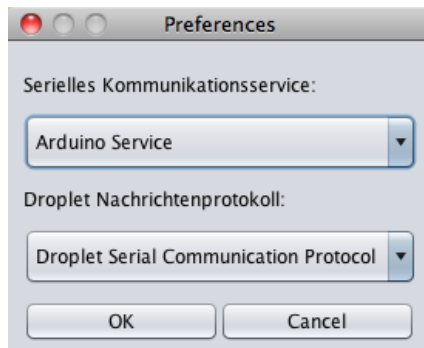 Preferences
Serielles Kommunikationsservice:
Arduino Service
Droplet Nachrichtenprotokoll:
Droplet Serial Communication Protocol
OK Cancel